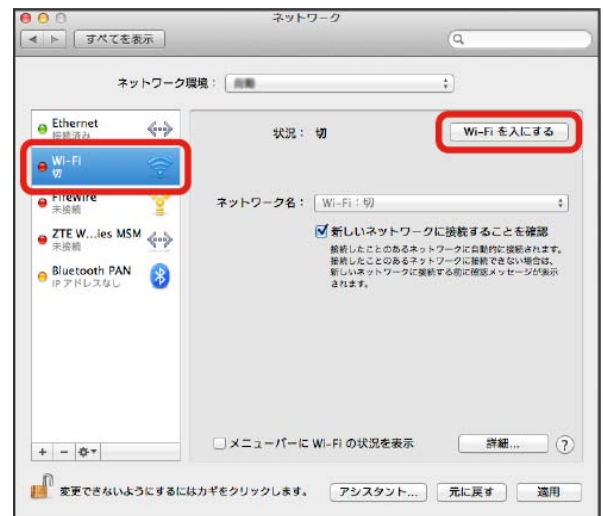 ネットワーク
すべてを表示
ネットワーク環境：
Ethernet
接続済み
状況： 切
Wi-Fi を入にする
Wi-Fi
切
FireWire
未接続
ネットワーク名： Wi-Fi：切
新しいネットワークに接続することを確認
接続したことのあるネットワークに自動的に接続されます。
接続したことのあるネットワークに接続できない場合は、
新しいネットワークに接続する前に確認メッセージが表示
されます。
ZTE W...ies MSM
未接続
Bluetooth PAN
IP アドレスなし
メニューバーに Wi-Fi の状況を表示
詳細...
?
変更できないようにするにはカギをクリックします。
アシスタント...
元に戻す
適用